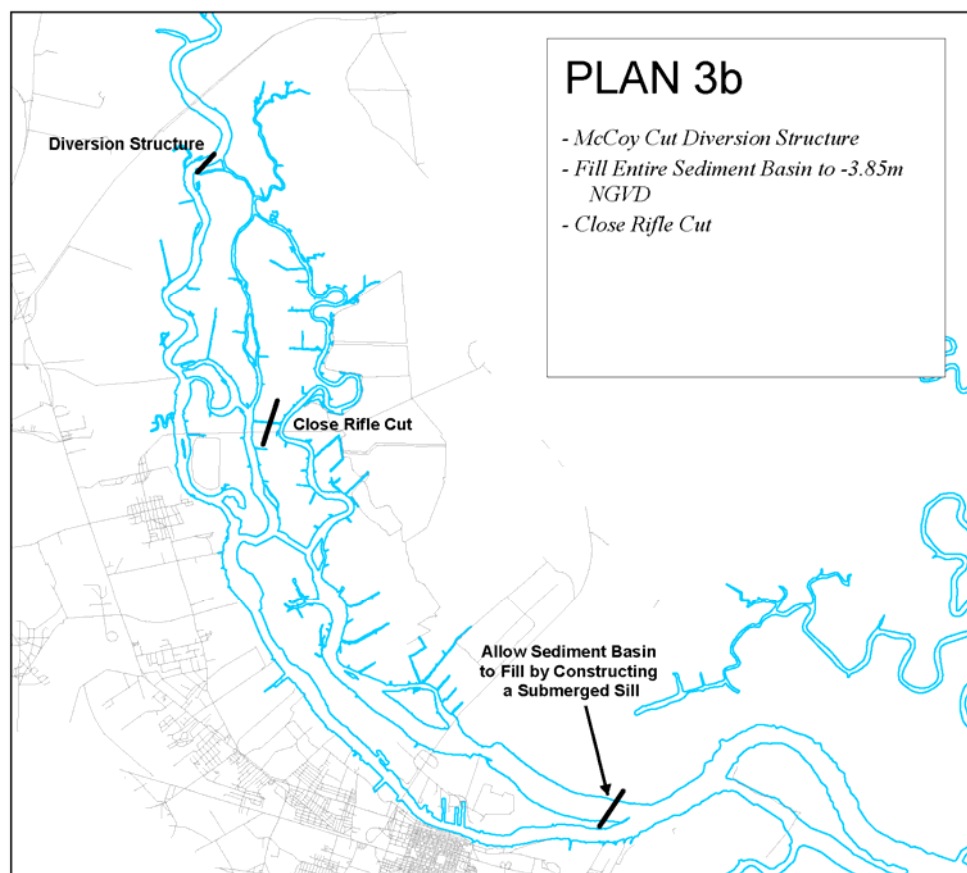 PLAN 3b
- McCoy Cut Diversion Structure
- Fill Entire Sediment Basin to -3.85m
NGVD
- Close Rifle Cut
Diversion Structure
Close Rifle Cut
Allow Sediment Basin
to Fill by Constructing
a Submerged Sill